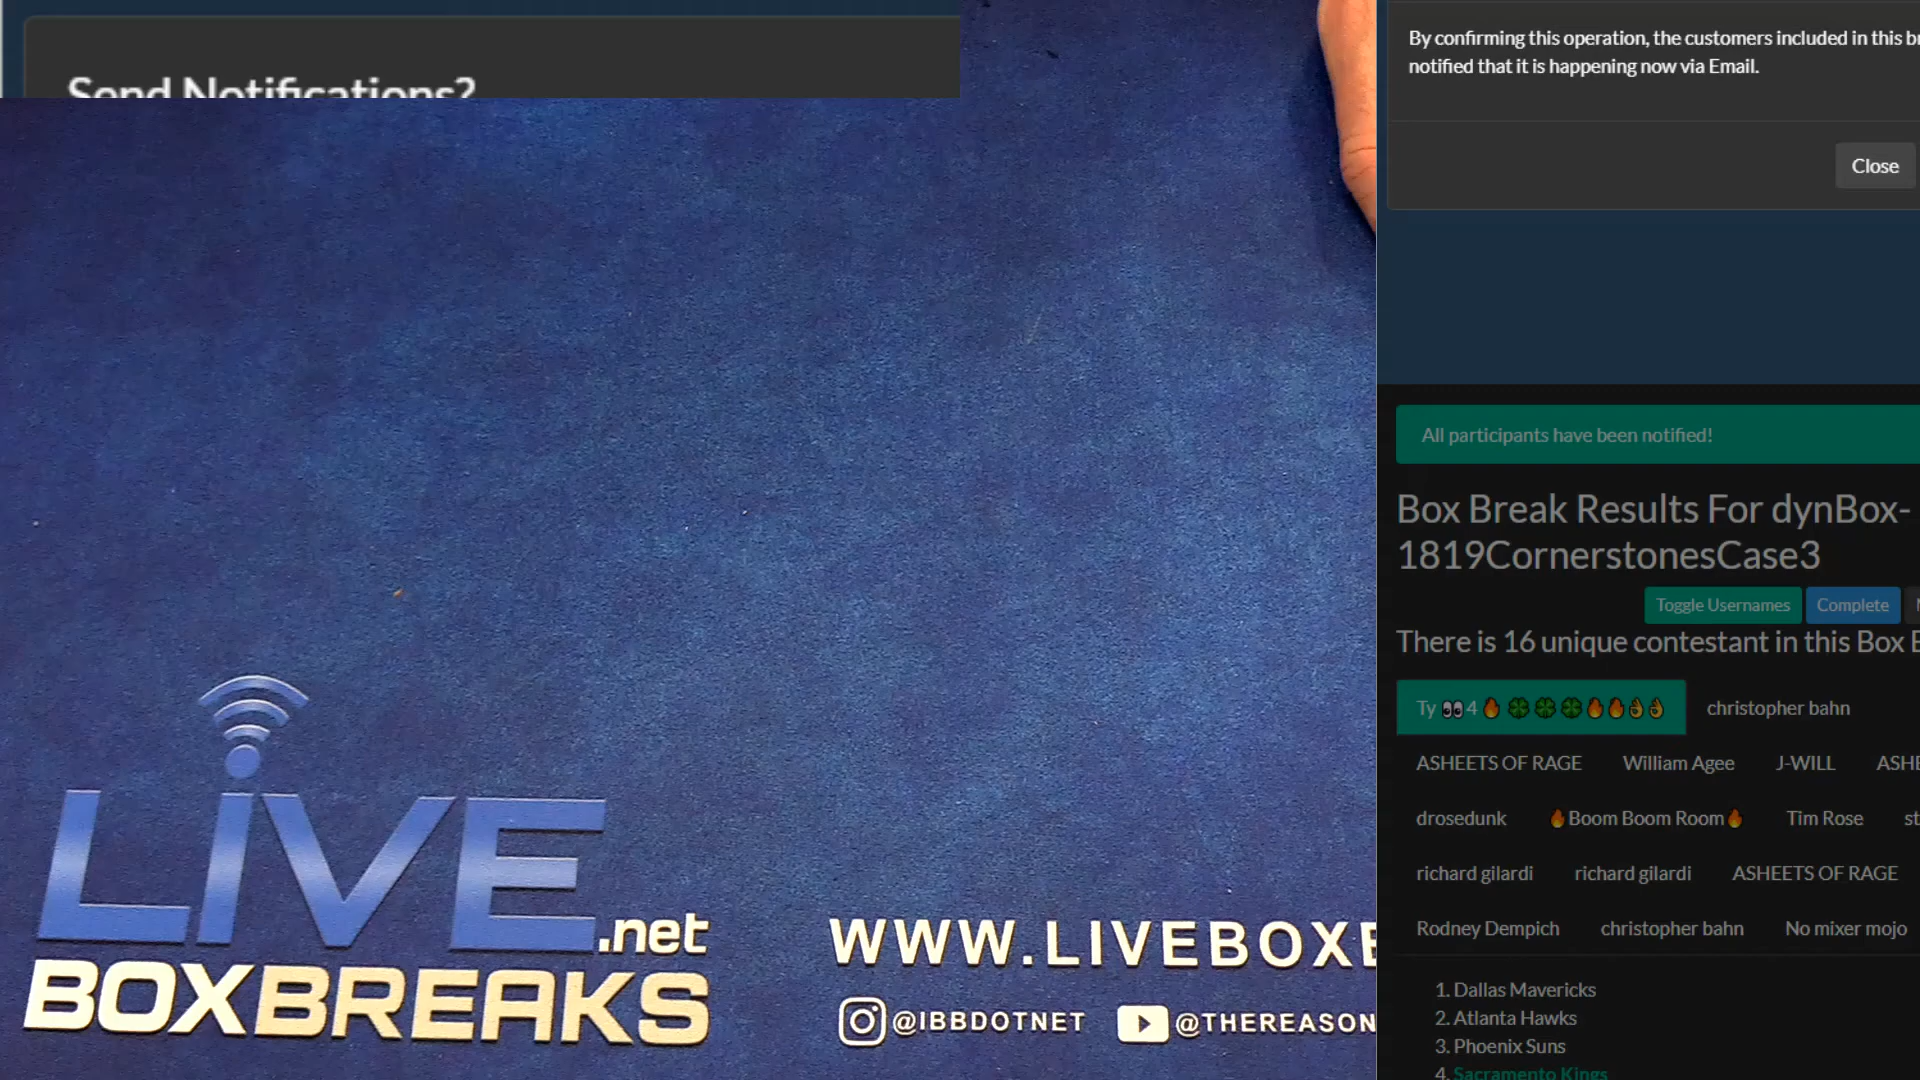 Send Notifications?
By confirming this operation, the customers included in this
notified that it is happening now via Email.
Close
All participants have been notified!
Box Break Results For dynBox-
1819CornerstonesCase3
Toggle Usernames
Complete
There is 16 unique contestant in this Box
Ty 👀4🔥🍀🍀🍀🔥🔥👌👌
christopher bahn
ASHEETS OF RAGE
William Agee
J-WILL
drosedunk
🔥Boom Boom Room🔥
Tim Rose
richard gilardi
richard gilardi
ASHEETS OF RAGE
Rodney Dempich
christopher bahn
No mixer mojo
1. Dallas Mavericks
2. Atlanta Hawks
3. Phoenix Suns
4. Sacramento Kings
LiVE
.net
BOXBREAKS
WWW.LIVEBOX
@IBBDOTNET
@THEREASON